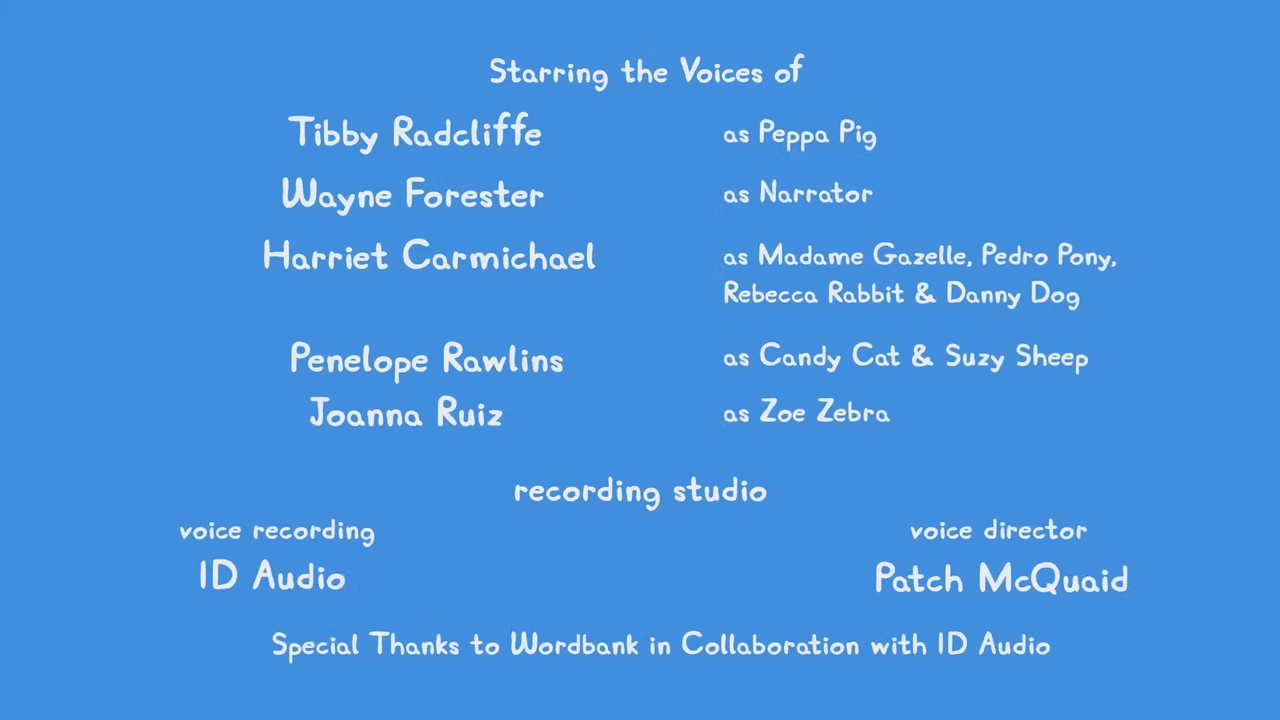 Starring the Voices of
Tibby Radcliffe as Peppa Pig
Wayne Forester as Narrator
Harriet Carmichael as Madame Gazelle, Pedro Pony,
Rebecca Rabbit & Danny Dog
Penelope Rawlins as Candy Cat & Suzy Sheep
Joanna Ruiz as Zoe Zebra
recording studio
voice recording voice director
ID Audio Patch McQuaid
Special Thanks to Wordbank in Collaboration with ID Audio